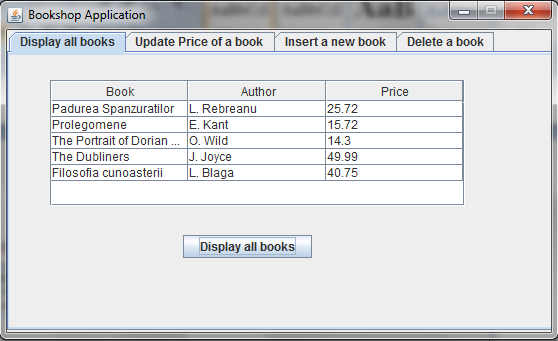 Bookshop Application
Display all books Update Price of a book Insert a new book Delete a book
Book Author Price
Padurea Spanzuratilor L. Rebreanu 25.72
Prolegomene E. Kant 15.72
The Portrait of Dorian ... O. Wild 14.3
The Dubliners J. Joyce 49.99
Filosofia cunoasterii L. Blaga 40.75
Display all books